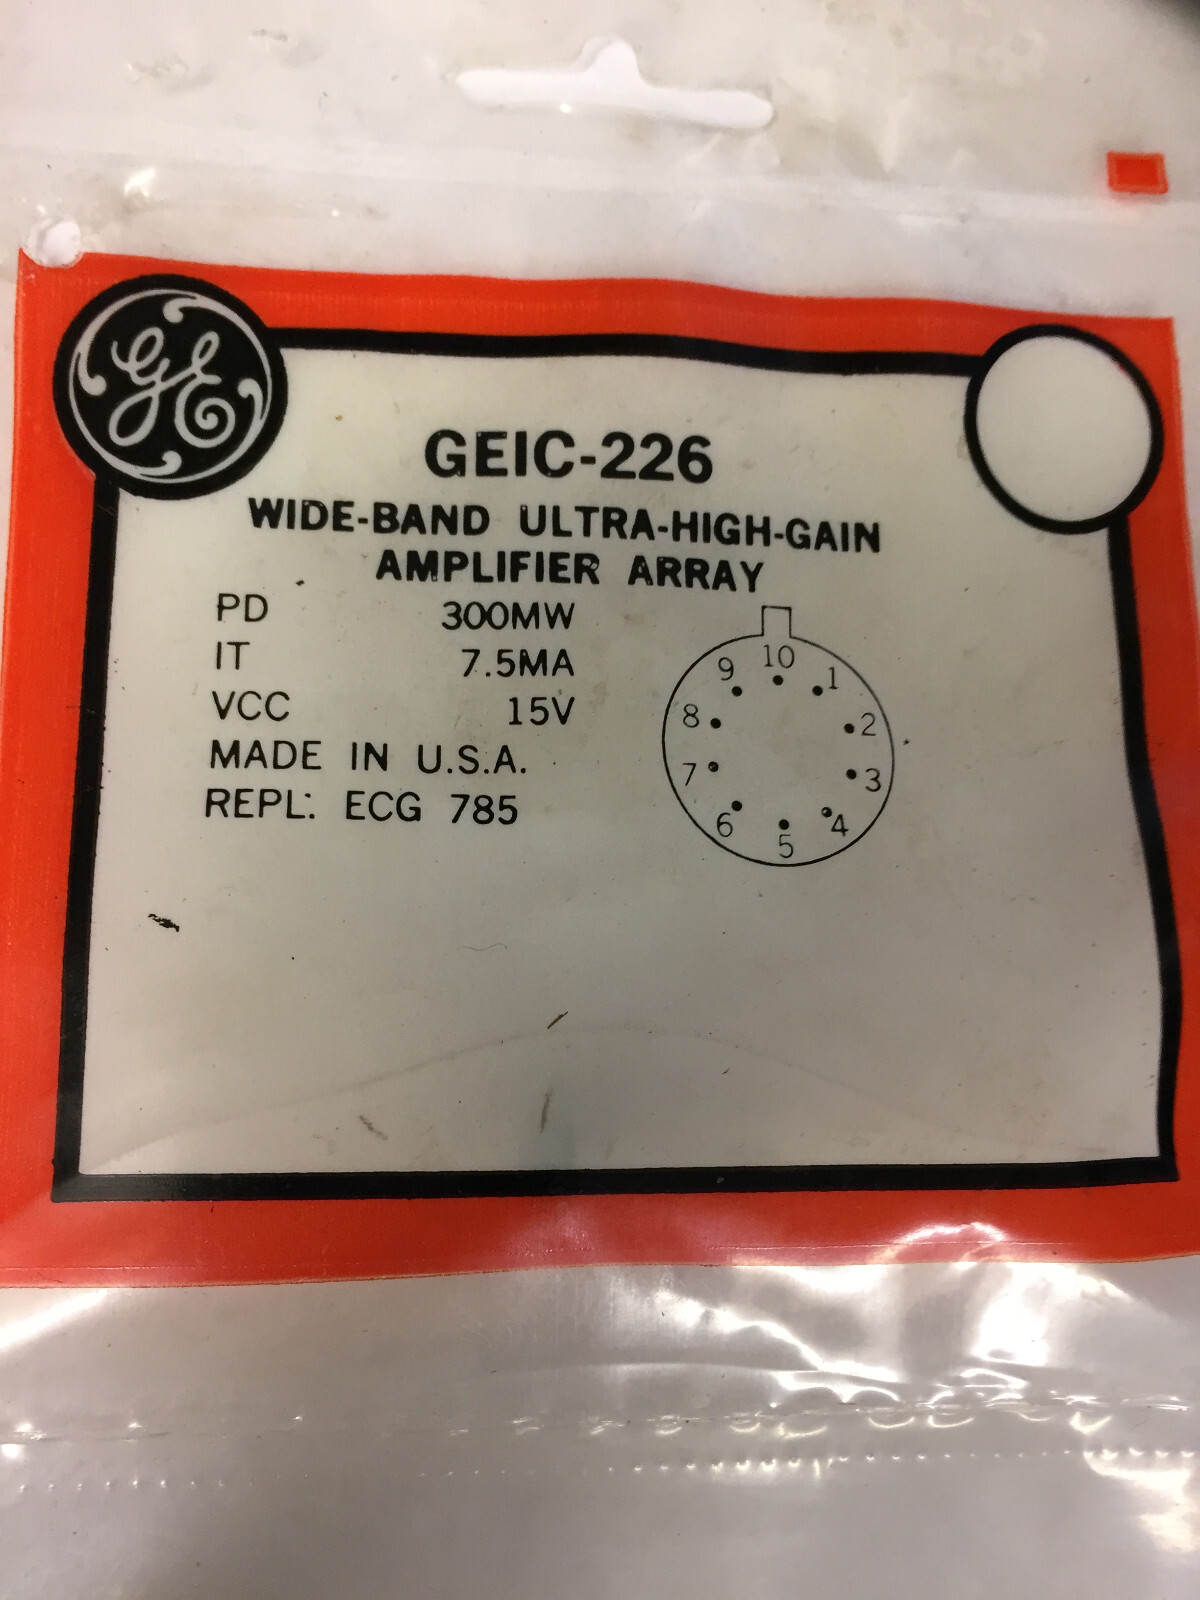 GE
GEIC-226
WIDE-BAND ULTRA-HIGH-GAIN
AMPLIFIER ARRAY
PD 300MW
IT 7.5MA
VCC 15V
MADE IN U.S.A.
REPL: ECG 785
10
9 1
8 2
7 3
6 4
5